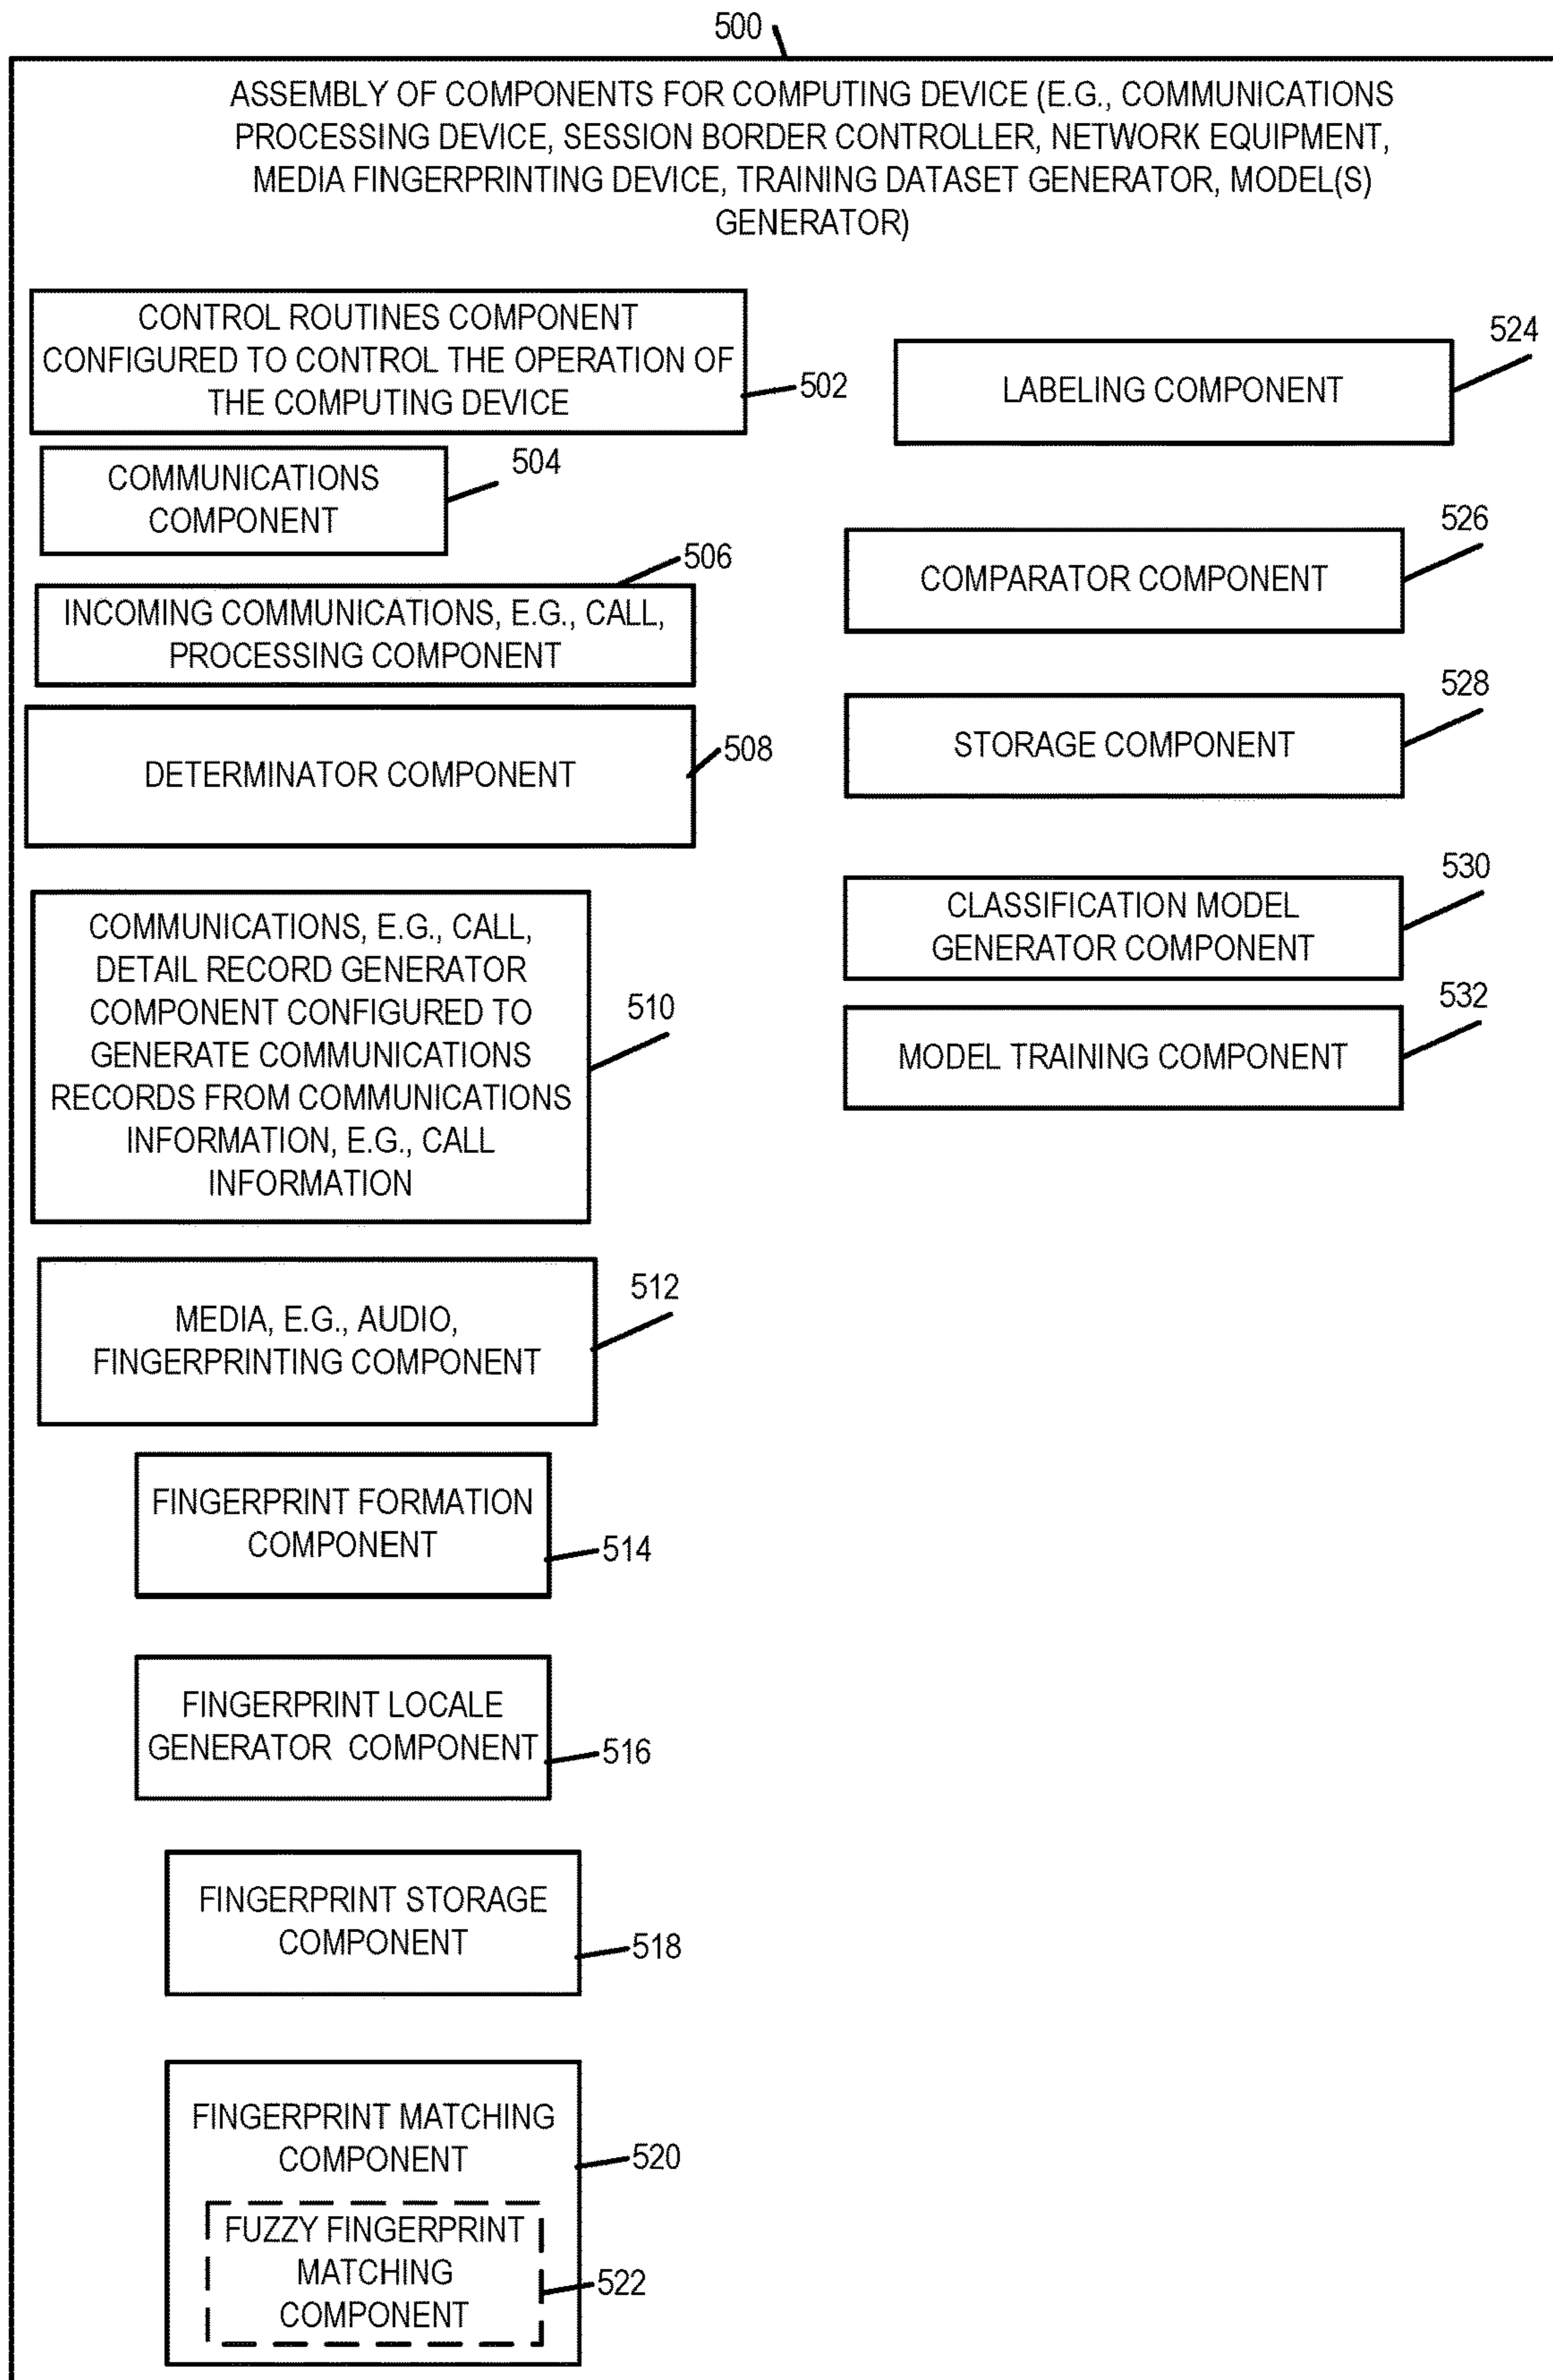 500
ASSEMBLY OF COMPONENTS FOR COMPUTING DEVICE (E.G., COMMUNICATIONS
PROCESSING DEVICE, SESSION BORDER CONTROLLER, NETWORK EQUIPMENT,
MEDIA FINGERPRINTING DEVICE, TRAINING DATASET GENERATOR, MODEL(S)
GENERATOR)
CONTROL ROUTINES COMPONENT
CONFIGURED TO CONTROL THE OPERATION OF
THE COMPUTING DEVICE
502
COMMUNICATIONS
COMPONENT
504
INCOMING COMMUNICATIONS, E.G., CALL,
PROCESSING COMPONENT
506
DETERMINATOR COMPONENT
508
COMMUNICATIONS, E.G., CALL,
DETAIL RECORD GENERATOR
COMPONENT CONFIGURED TO
GENERATE COMMUNICATIONS
RECORDS FROM COMMUNICATIONS
INFORMATION, E.G., CALL
INFORMATION
510
MEDIA, E.G., AUDIO,
FINGERPRINTING COMPONENT
512
FINGERPRINT FORMATION
COMPONENT
514
FINGERPRINT LOCALE
GENERATOR COMPONENT
516
FINGERPRINT STORAGE
COMPONENT
518
FINGERPRINT MATCHING
COMPONENT
520
FUZZY FINGERPRINT
MATCHING
COMPONENT
522
LABELING COMPONENT
524
COMPARATOR COMPONENT
526
STORAGE COMPONENT
528
CLASSIFICATION MODEL
GENERATOR COMPONENT
530
MODEL TRAINING COMPONENT
532